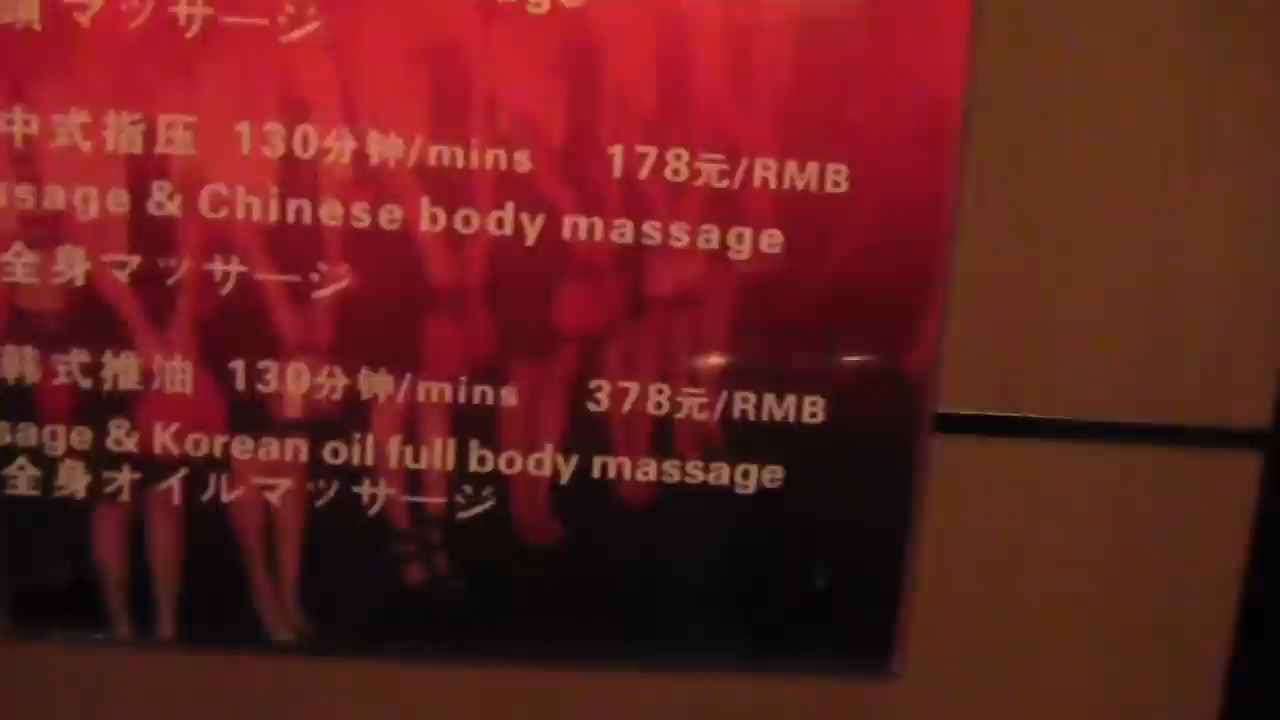 頭マッサージ
中式指压 130分钟/mins 178元/RMB
ssage & Chinese body massage
全身マッサージ
韩式推油 130分钟/mins 378元/RMB
sage & Korean oil full body massage
全身オイルマッサージ